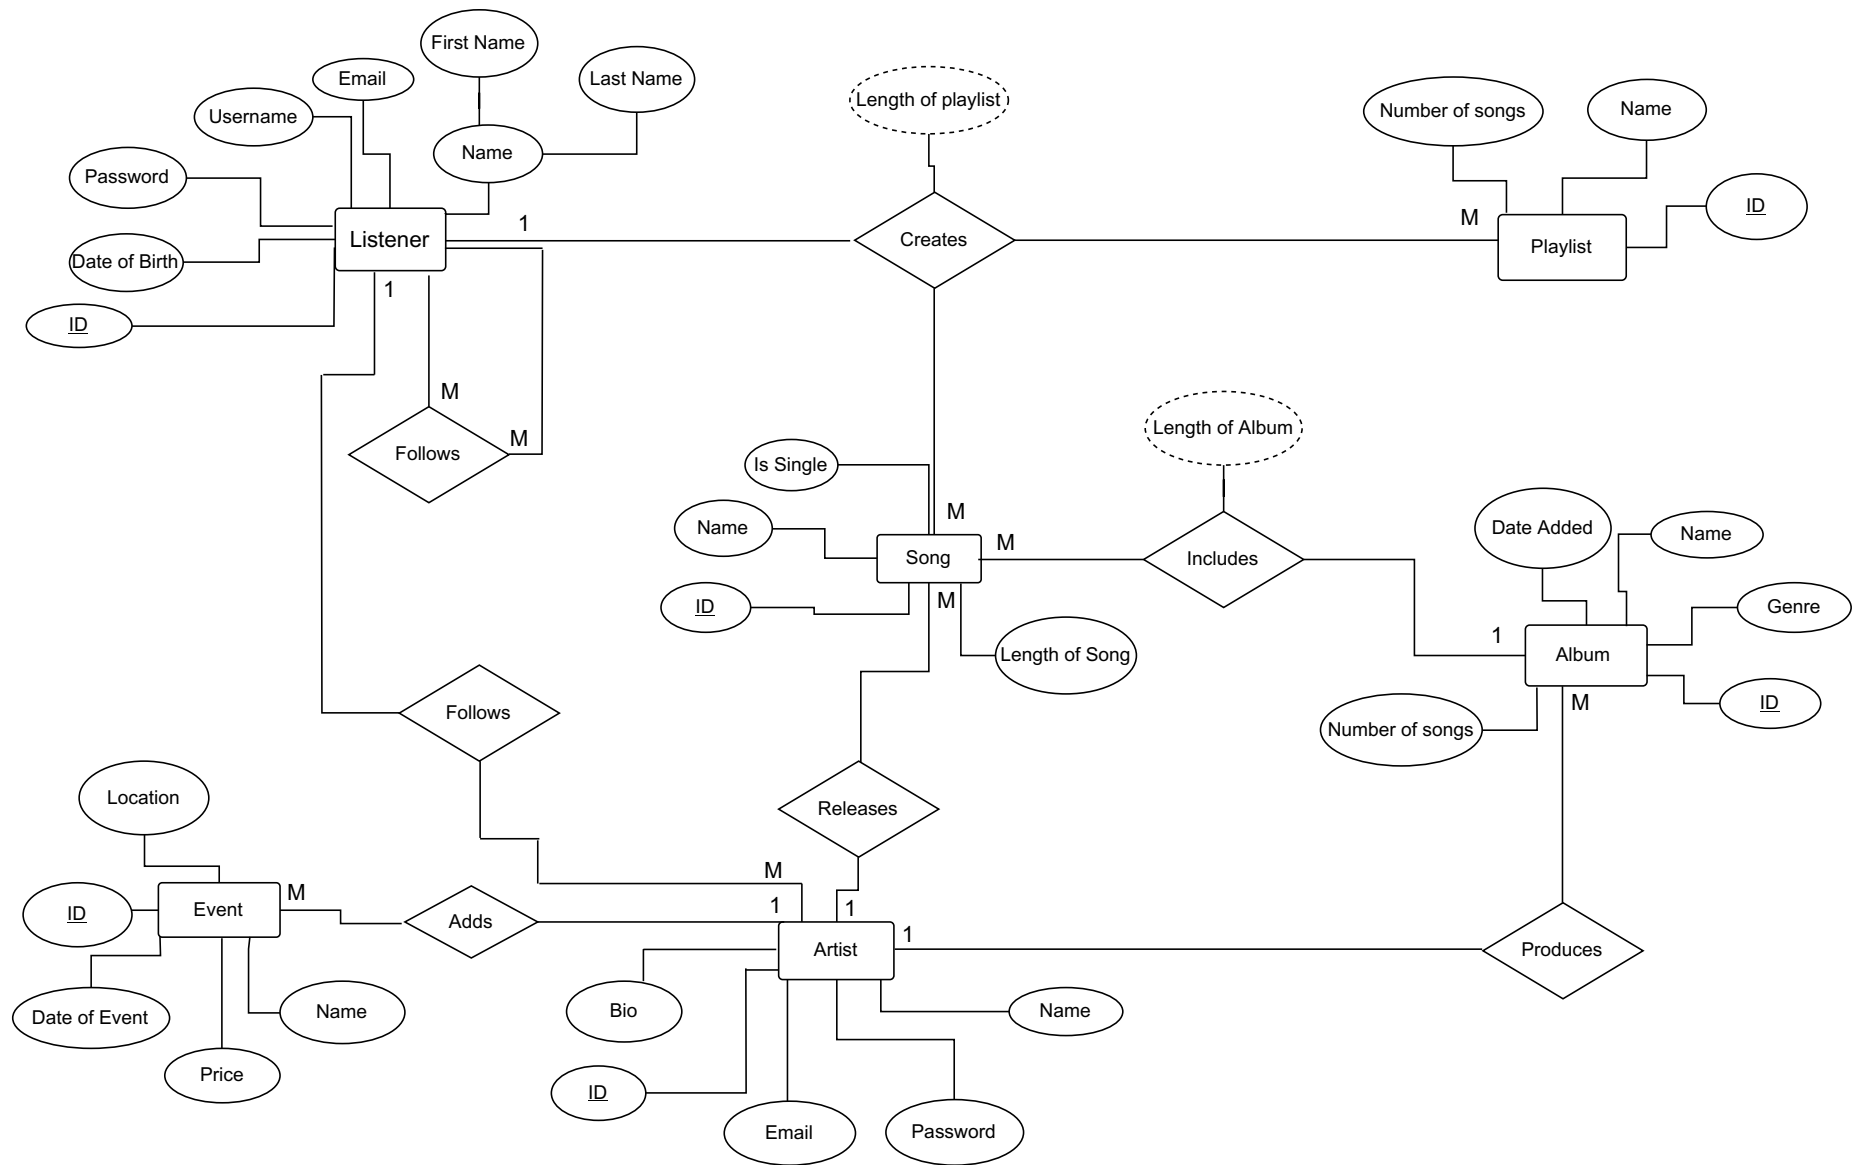 First Name
Last Name
Email
Name
Username
Password
Date of Birth
ID
Listener
1
1
M
Follows
M
Length of playlist
Creates
M
Number of songs
Name
ID
Playlist
Is Single
Name
ID
M
Song
M
M
Length of Song
Length of Album
Includes
Date Added
Name
Genre
1
Album
ID
M
Number of songs
Follows
Releases
Location
ID
Event
M
Date of Event
Price
Name
Adds
M
1
1
Artist
1
Produces
Bio
ID
Email
Password
Name